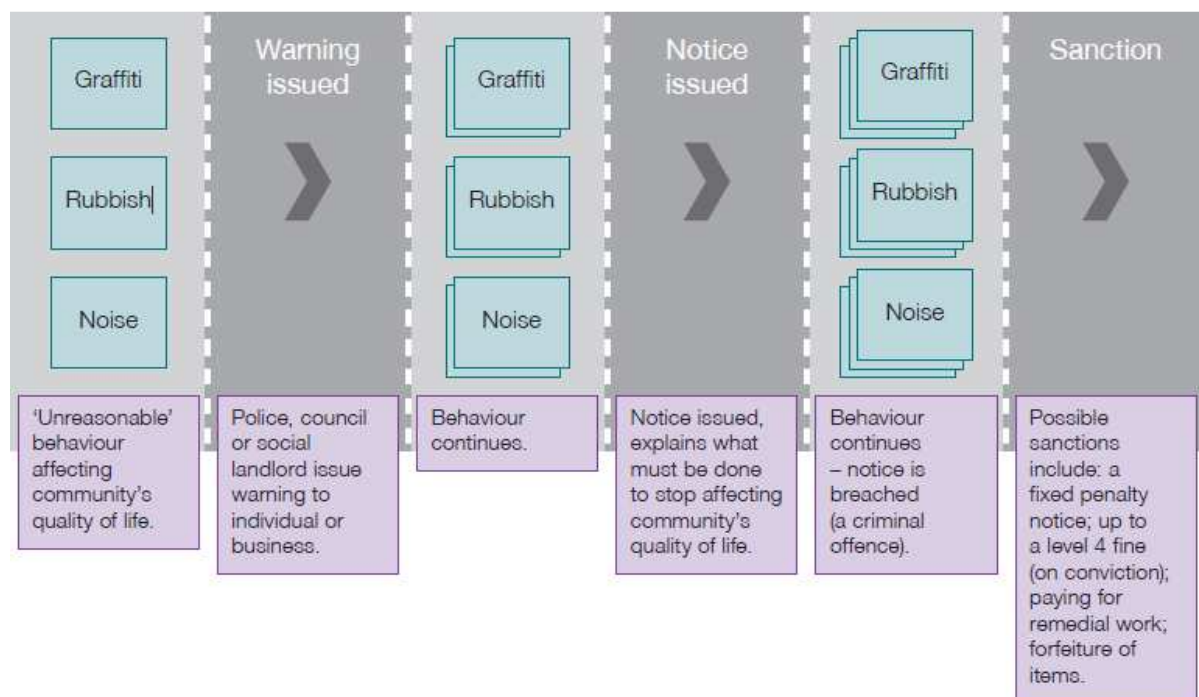 Graffiti
Rubbish
Noise
'Unreasonable'
behaviour
affecting
community's
quality of life.
Warning
issued
Police, council
or social
landlord issue
warning to
individual or
business.
Graffiti
Rubbish
Noise
Behaviour
continues.
Notice
issued
Notice issued,
explains what
must be done
to stop affecting
community's
quality of life.
Graffiti
Rubbish
Noise
Behaviour
continues
– notice is
breached
(a criminal
offence).
Sanction
Possible
sanctions
include: a
fixed penalty
notice; up to
a level 4 fine
(on conviction);
paying for
remedial work;
forfeiture of
items.